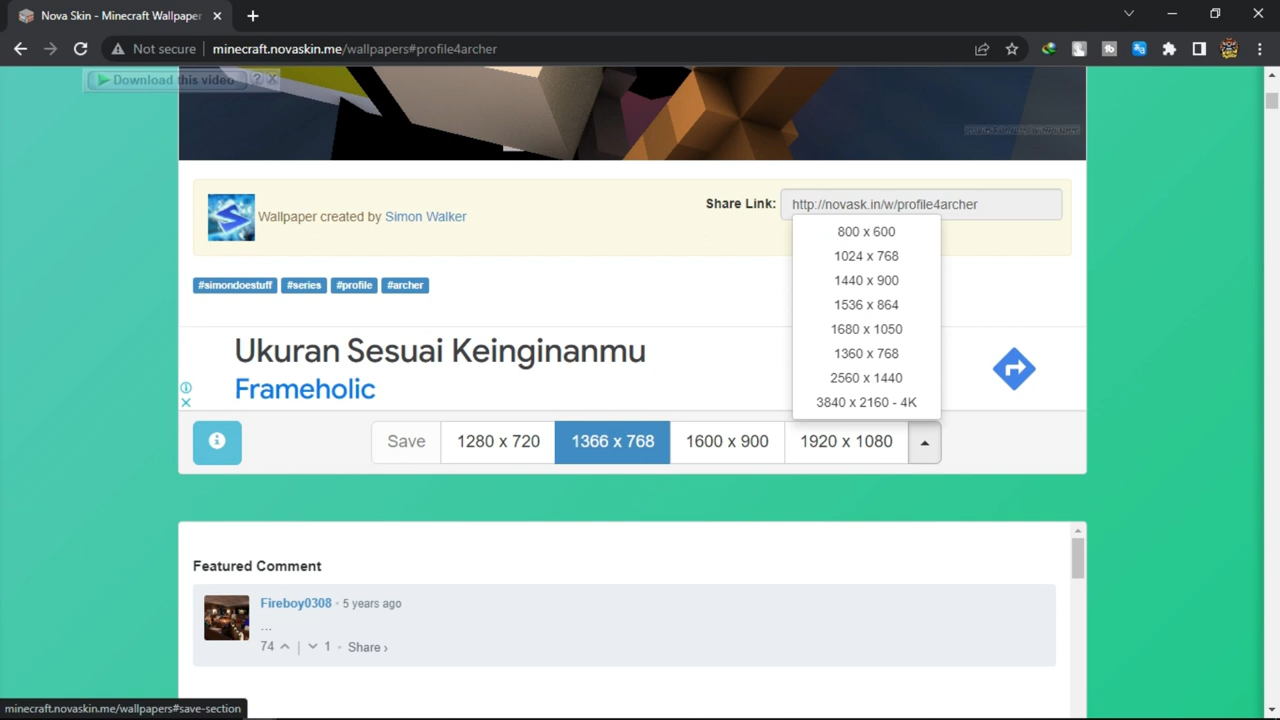 Nova Skin - Minecraft Wallpaper
Not secure
minecraft.novaskin.me/wallpapers#profile4archer
Download this video
? X
Wallpaper created by Simon Walker
Share Link:
http://novask.in/w/profile4archer
800 x 600
1024 x 768
1440 x 900
1536 x 864
1680 x 1050
1360 x 768
2560 x 1440
3840 x 2160 - 4K
#simondoestuff #series #profile #archer
Ukuran Sesuai Keinginanmu
Frameholic
Save 1280 x 720 1366 x 768 1600 x 900 1920 x 1080
Featured Comment
Fireboy0308 • 5 years ago
...
74 | 1 • Share ›
minecraft.novaskin.me/wallpapers#save-section